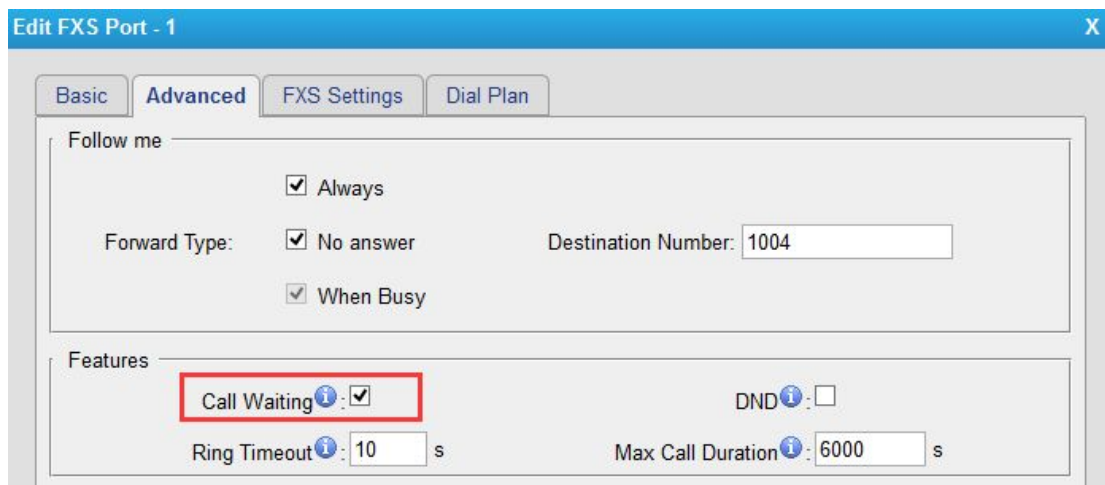 Edit FXS Port - 1 X
Basic Advanced FXS Settings Dial Plan
Follow me
Always
Forward Type: No answer Destination Number: 1004
When Busy
Features
Call Waiting i : DND i :
Ring Timeout i : 10 s Max Call Duration i : 6000 s